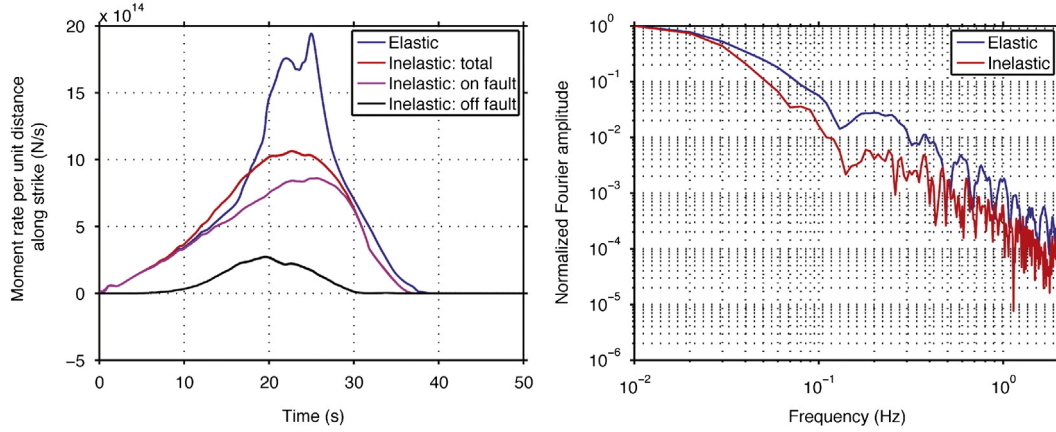 x 10^14
20
15
10
5
0
−5
0 10 20 30 40 50
Time (s)
Moment rate per unit distance
along strike (N/s)
Elastic
Inelastic: total
Inelastic: on fault
Inelastic: off fault
10^0
10^−1
10^−2
10^−3
10^−4
10^−5
10^−6
10^−2 10^−1 10^0
Frequency (Hz)
Normalized Fourier amplitude
Elastic
Inelastic